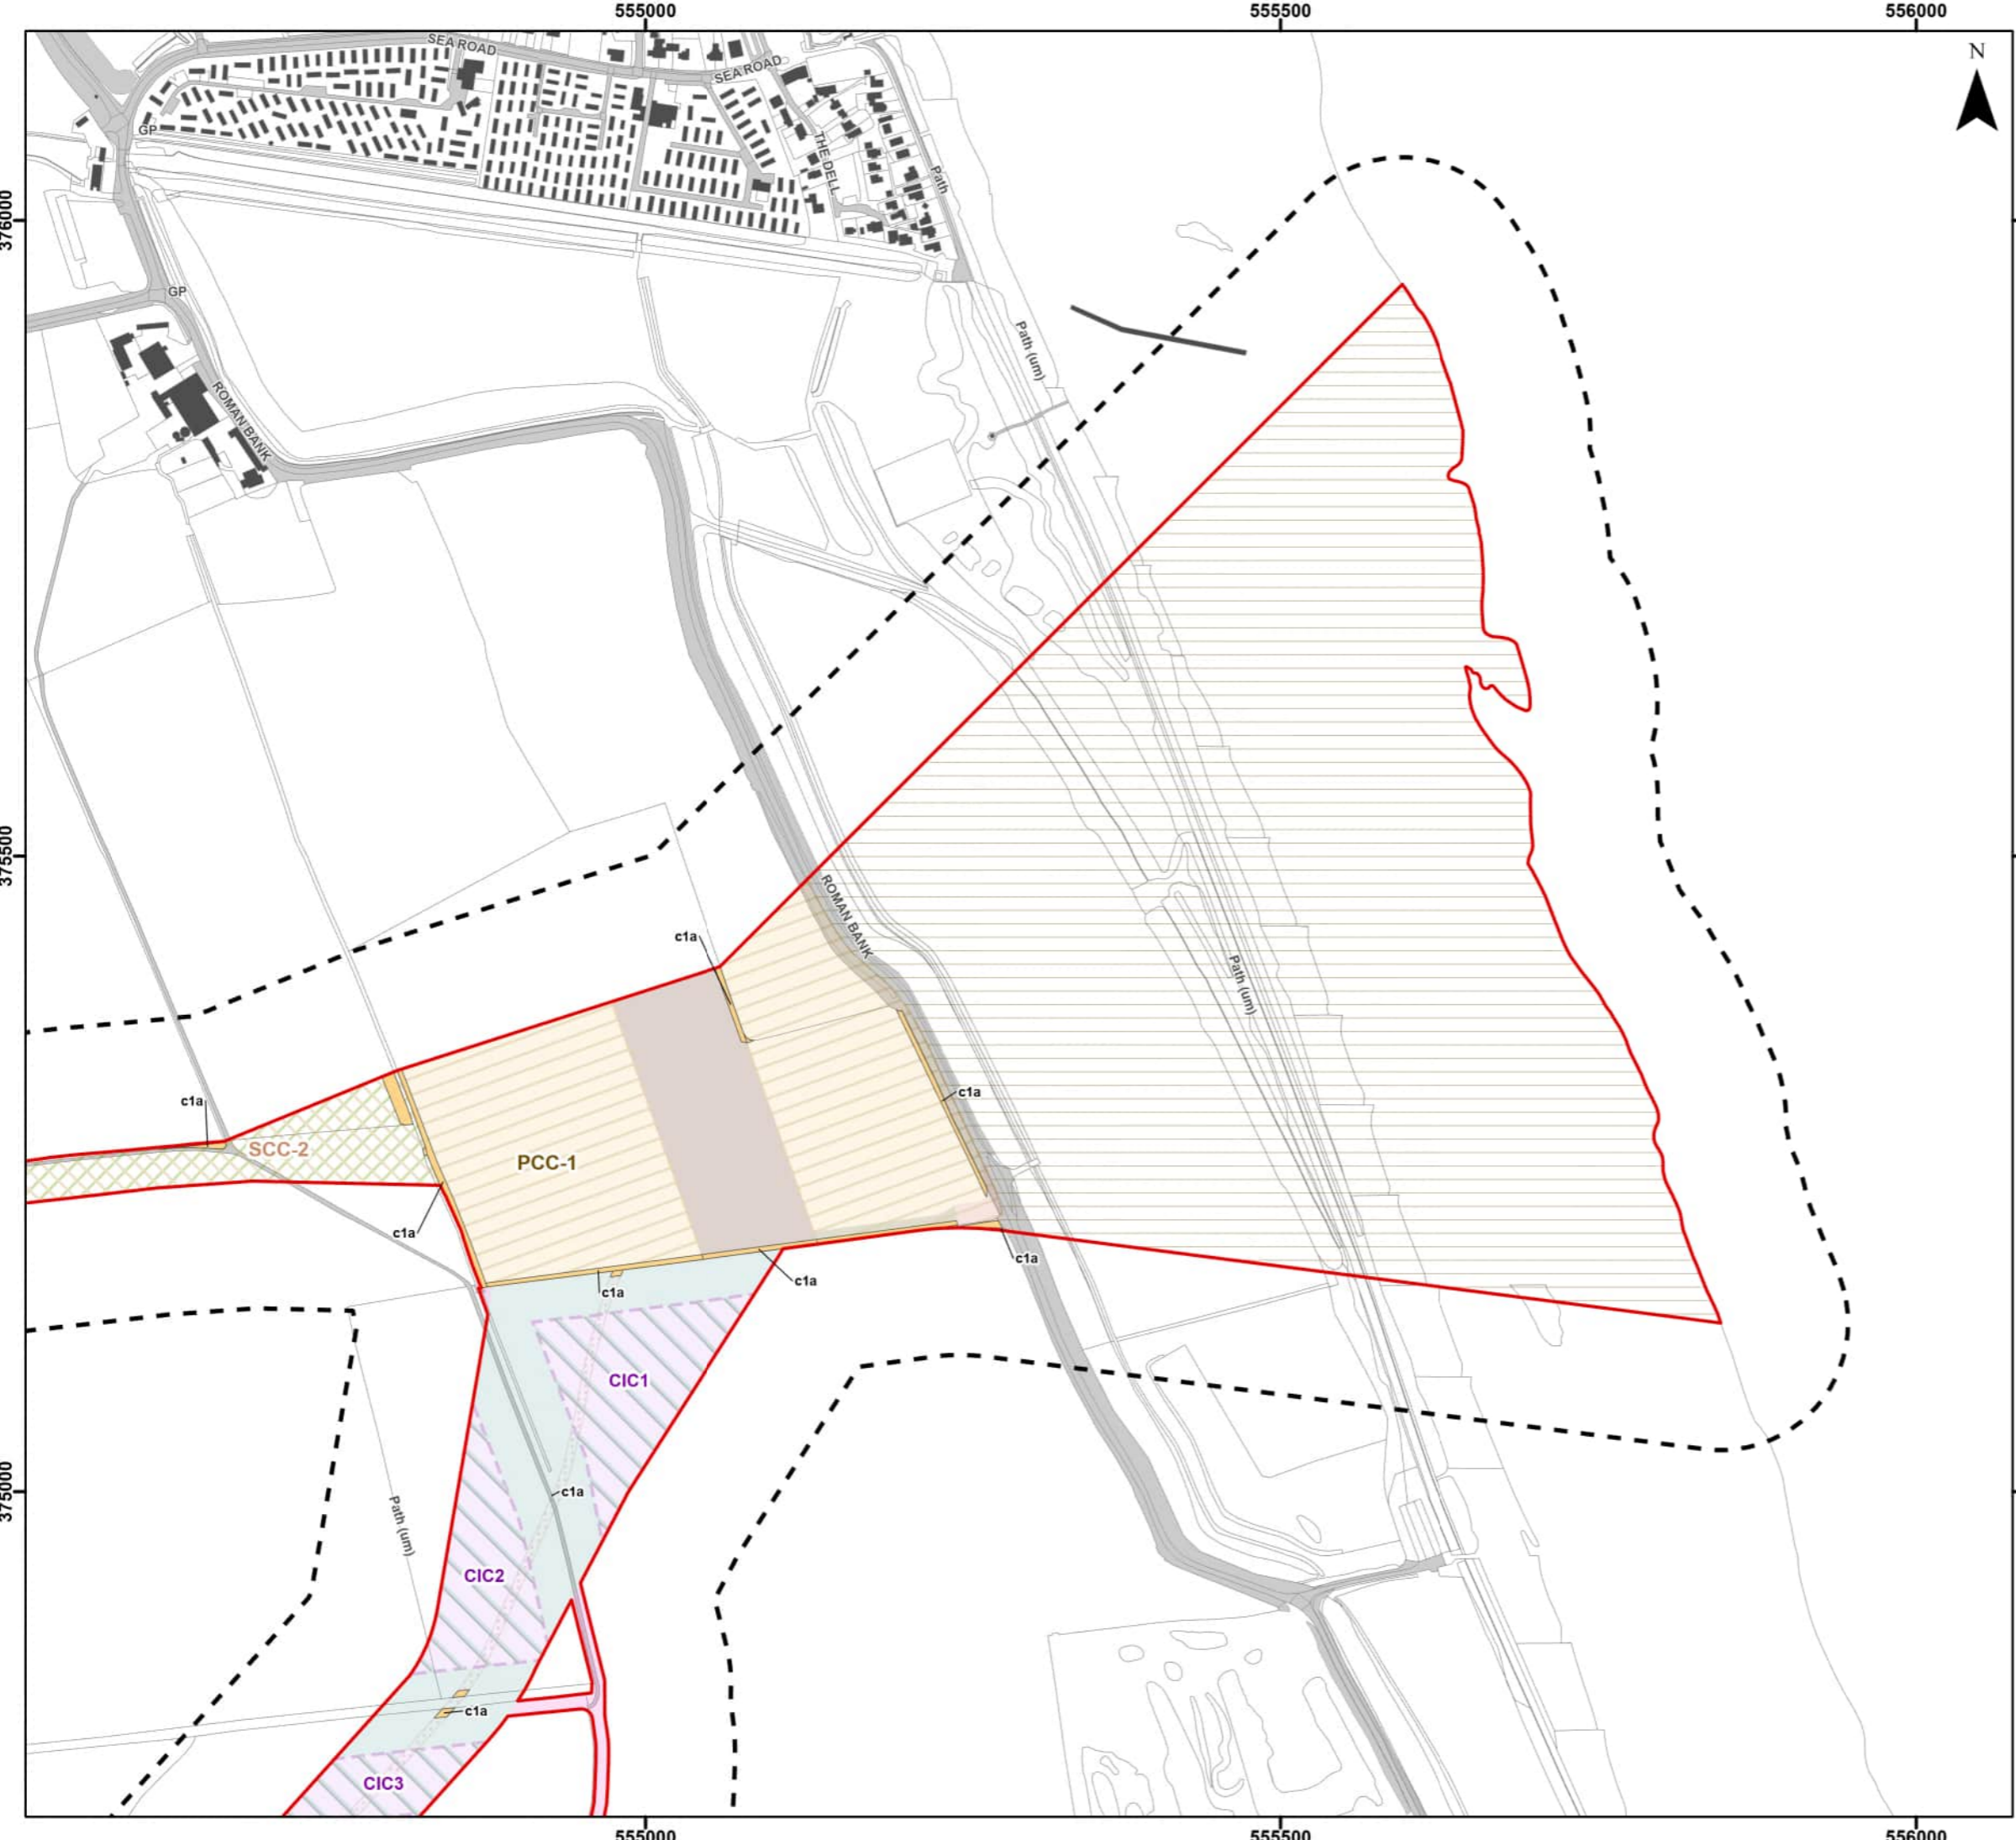 555000
555500
556000
N
SEA ROAD
SEA ROAD
GP
THE DELL
Path
376000
GP
Path (um)
ROMAN BANK
375500
ROMAN BANK
c1a
Path (um)
c1a
c1a
SCC-2
PCC-1
c1a
c1a
c1a
c1a
CIC1
375000
c1a
Path (um)
CIC2
c1a
CIC3
555000
555500
556000